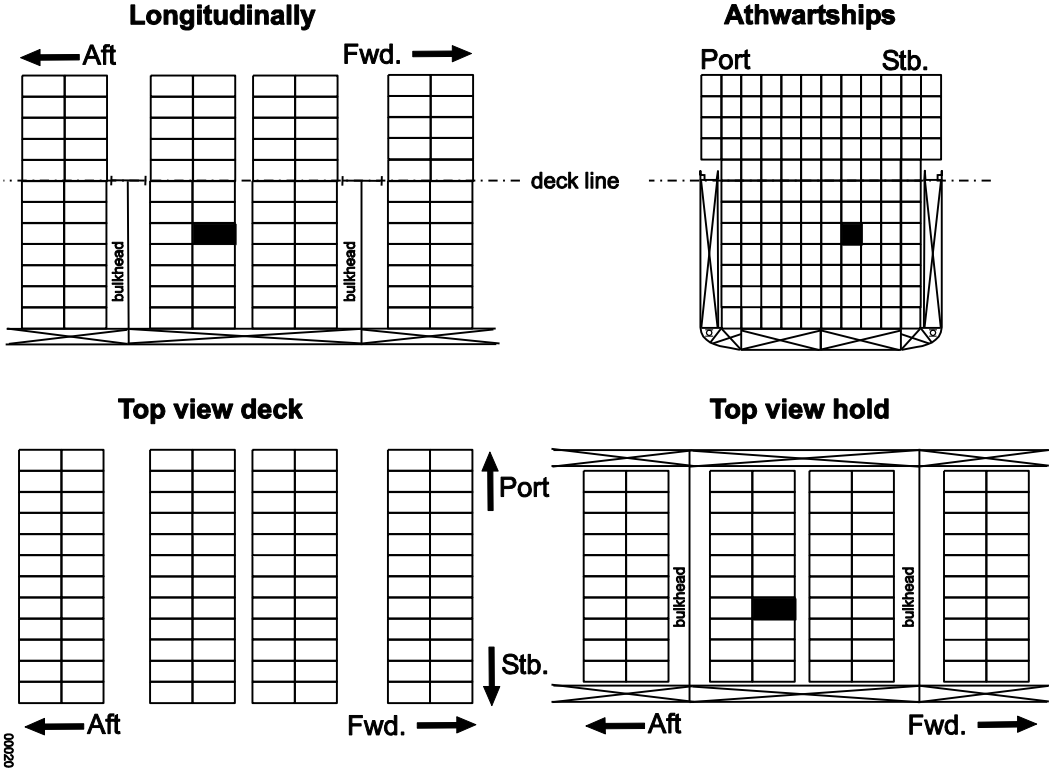 Longitudinally
Aft
Fwd.
deck line
bulkhead
bulkhead
Athwartships
Port
Stb.
Top view deck
Port
Stb.
Aft
Fwd.
Top view hold
bulkhead
bulkhead
Aft
Fwd.
00020